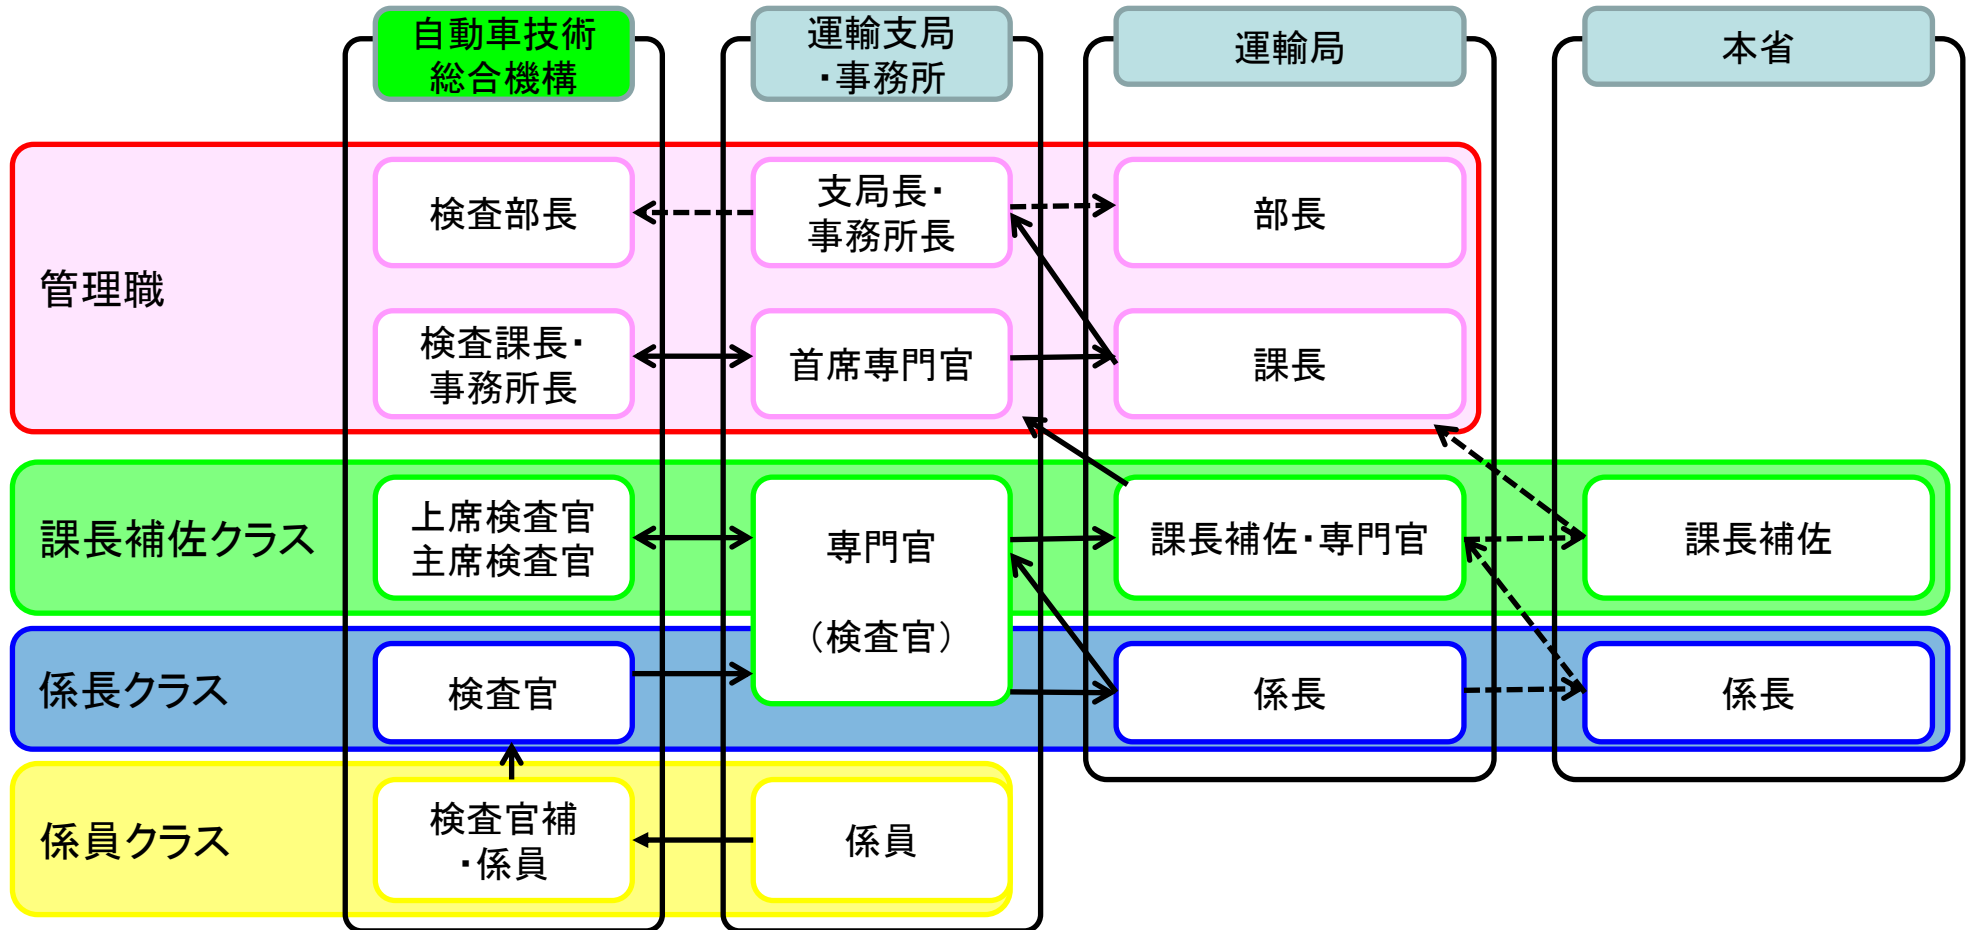 自動車技術
総合機構
運輸支局
・事務所
運輸局
本省
管理職
検査部長
支局長・
事務所長
部長
検査課長・
事務所長
首席専門官
課長
課長補佐クラス
上席検査官
主席検査官
専門官
（検査官）
課長補佐・専門官
課長補佐
係長クラス
検査官
係長
係長
係員クラス
検査官補
・係員
係員